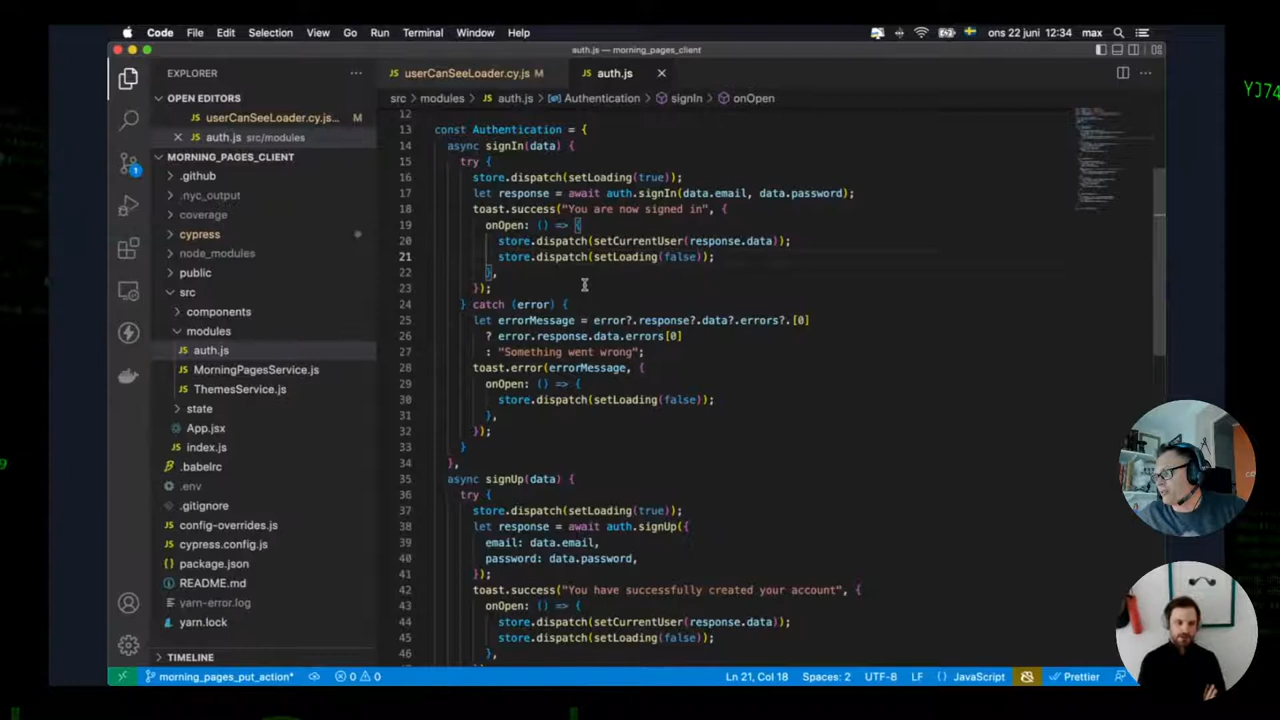 Code File Edit Selection View Go Run Terminal Window Help
ons 22 juni 12:34 max
auth.js — morning_pages_client
YJ74
EXPLORER
OPEN EDITORS
userCanSeeLoader.cy.js... M
auth.js src/modules
MORNING_PAGES_CLIENT
.github
.nyc_output
coverage
cypress
node_modules
public
src
components
modules
auth.js
MorningPagesService.js
ThemesService.js
state
App.jsx
index.js
.babelrc
.env
.gitignore
config-overrides.js
cypress.config.js
package.json
README.md
yarn-error.log
yarn.lock
TIMELINE
1
userCanSeeLoader.cy.js M
auth.js
src > modules > JS auth.js > Authentication > signIn > onOpen
12
13 const Authentication = {
14 async signIn(data) {
15 try {
16 store.dispatch(setLoading(true));
17 let response = await auth.signIn(data.email, data.password);
18 toast.success("You are now signed in", {
19 onOpen: () => {
20 store.dispatch(setCurrentUser(response.data));
21 store.dispatch(setLoading(false));
22 },
23 });
24 } catch (error) {
25 let errorMessage = error?.response?.data?.errors?.[0]
26 ? error.response.data.errors[0]
27 : "Something went wrong";
28 toast.error(errorMessage, {
29 onOpen: () => {
30 store.dispatch(setLoading(false));
31 },
32 });
33 }
34 },
35 async signUp(data) {
36 try {
37 store.dispatch(setLoading(true));
38 let response = await auth.signUp({
39 email: data.email,
40 password: data.password,
41 });
42 toast.success("You have successfully created your account", {
43 onOpen: () => {
44 store.dispatch(setCurrentUser(response.data));
45 store.dispatch(setLoading(false));
46 },
morning_pages_put_action* 0 0 Ln 21, Col 18 Spaces: 2 UTF-8 LF {} JavaScript Prettier